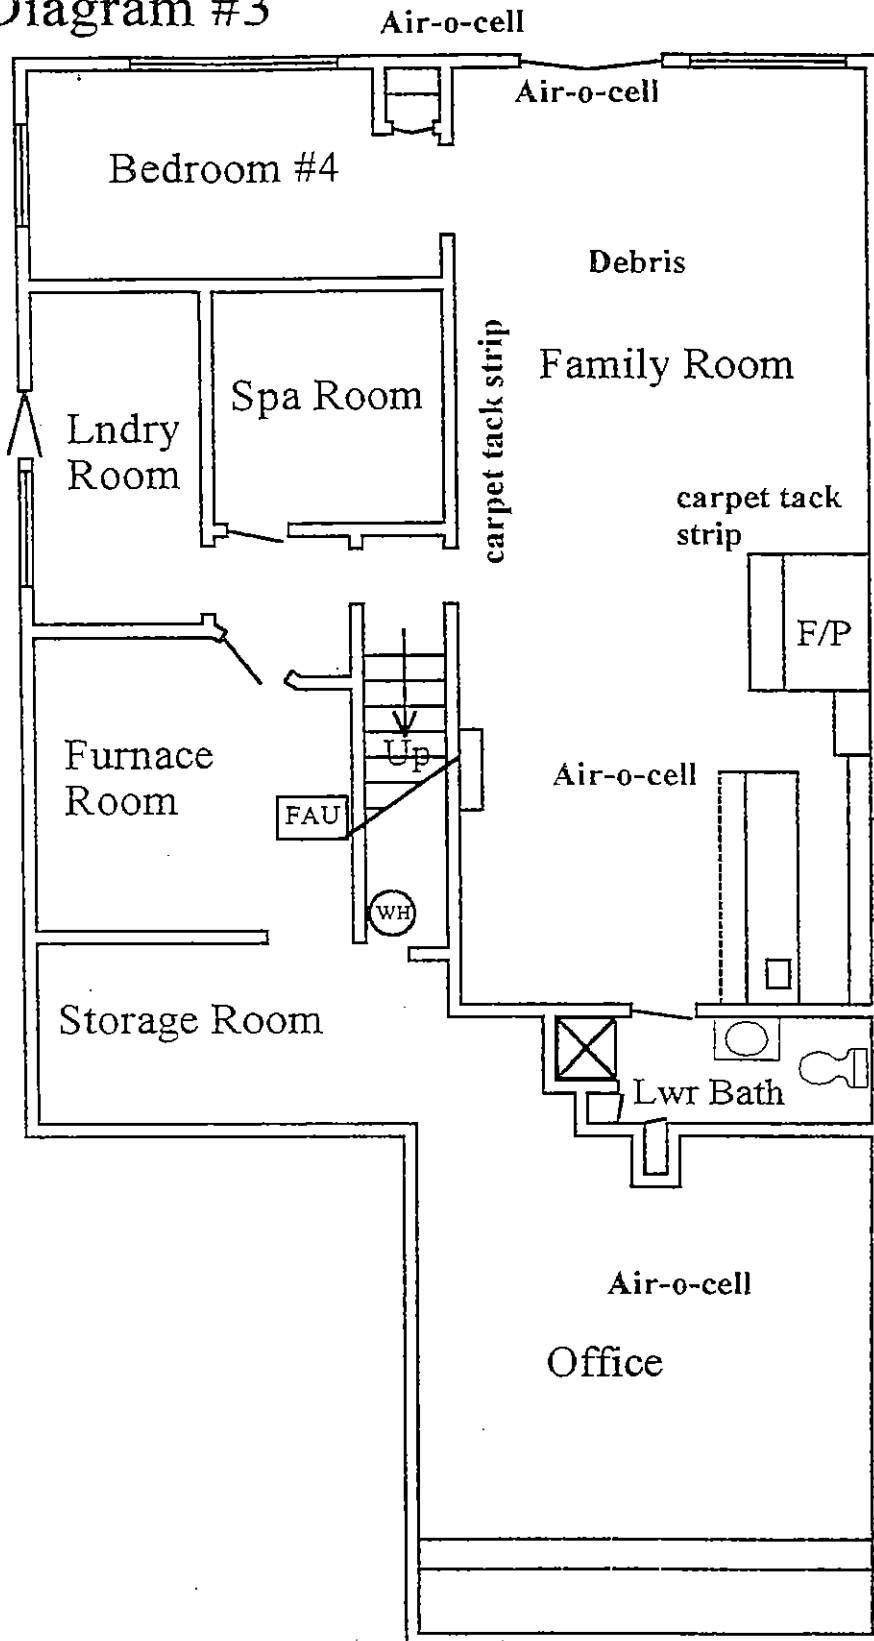 Diagram #3
Air-o-cell
Air-o-cell
Bedroom #4
Debris
Family Room
carpet tack strip
Spa Room
Lndry
Room
carpet tack
strip
F/P
Up
Furnace
Room
Air-o-cell
FAU
WH
Storage Room
Lwr Bath
Air-o-cell
Office